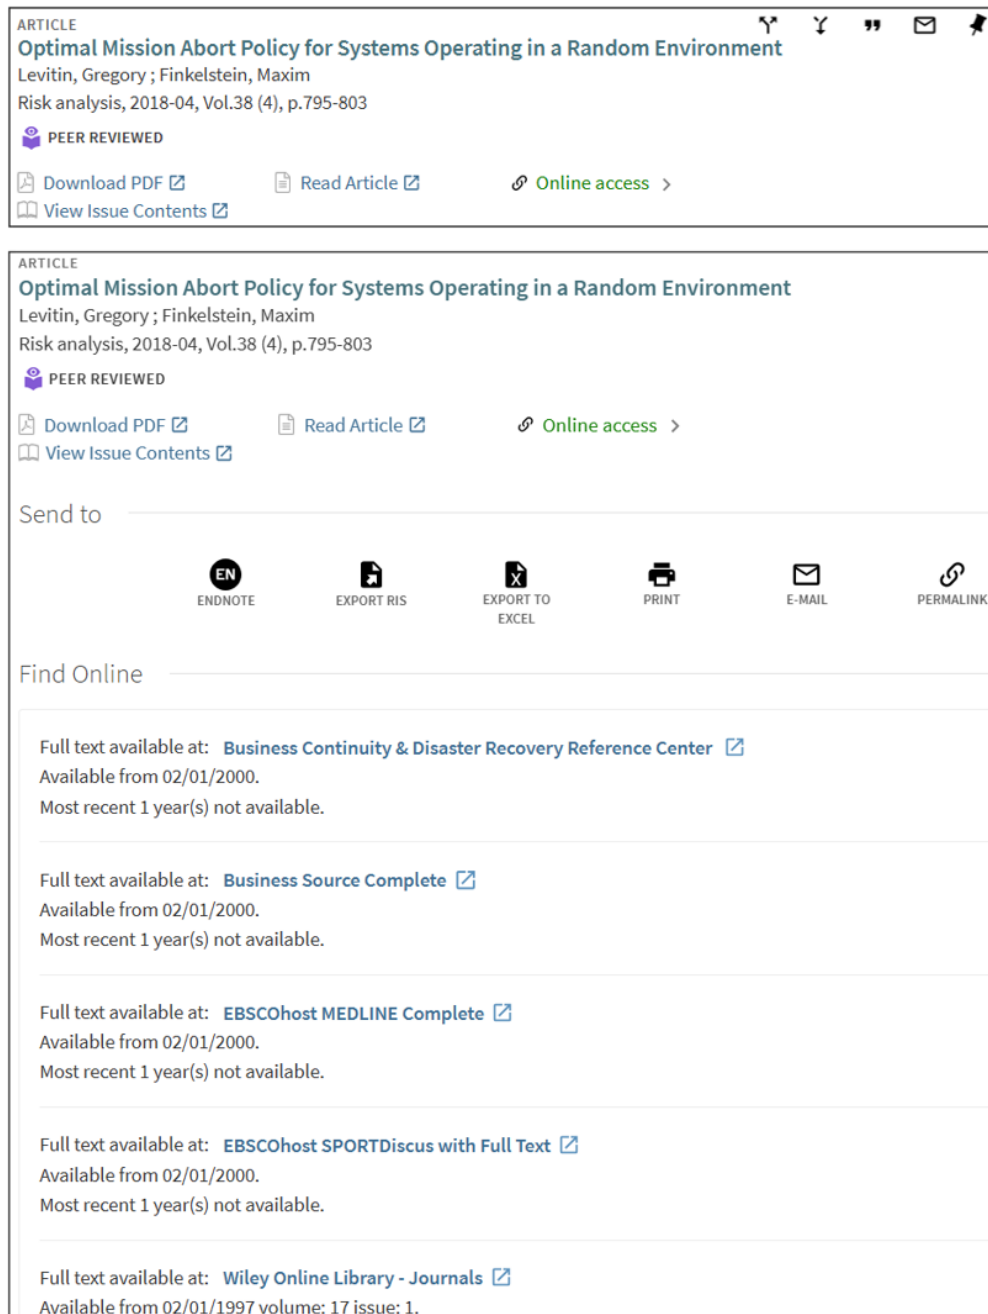 ARTICLE
Optimal Mission Abort Policy for Systems Operating in a Random Environment
Levitin, Gregory ; Finkelstein, Maxim
Risk analysis, 2018-04, Vol.38 (4), p.795-803
PEER REVIEWED
Download PDF Read Article Online access
View Issue Contents
ARTICLE
Optimal Mission Abort Policy for Systems Operating in a Random Environment
Levitin, Gregory ; Finkelstein, Maxim
Risk analysis, 2018-04, Vol.38 (4), p.795-803
PEER REVIEWED
Download PDF Read Article Online access
View Issue Contents
Send to
EN
ENDNOTE EXPORT RIS EXPORT TO EXCEL PRINT E-MAIL PERMALINK
Find Online
Full text available at: Business Continuity & Disaster Recovery Reference Center
Available from 02/01/2000.
Most recent 1 year(s) not available.
Full text available at: Business Source Complete
Available from 02/01/2000.
Most recent 1 year(s) not available.
Full text available at: EBSCOhost MEDLINE Complete
Available from 02/01/2000.
Most recent 1 year(s) not available.
Full text available at: EBSCOhost SPORTDiscus with Full Text
Available from 02/01/2000.
Most recent 1 year(s) not available.
Full text available at: Wiley Online Library - Journals
Available from 02/01/1997 volume: 17 issue: 1.